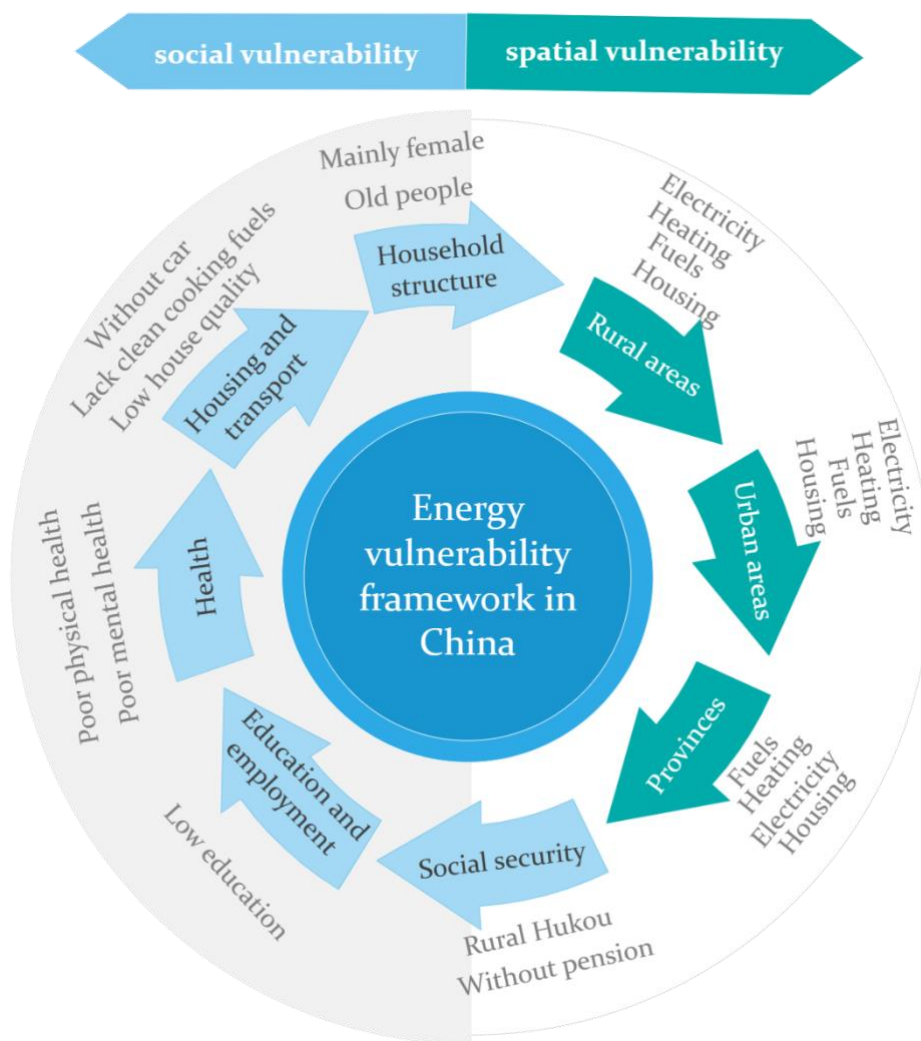 social vulnerability
spatial vulnerability
Mainly female
Old people
Household
structure
Electricity
Heating
Fuels
Housing
Rural areas
Electricity
Heating
Fuels
Housing
Urban areas
Provinces
Fuels
Heating
Electricity
Housing
Social security
Rural Hukou
Without pension
Education and
employment
Low education
Health
Poor physical health
Poor mental health
Housing and
transport
Without car
Lack clean cooking fuels
Low house quality
Energy
vulnerability
framework in
China